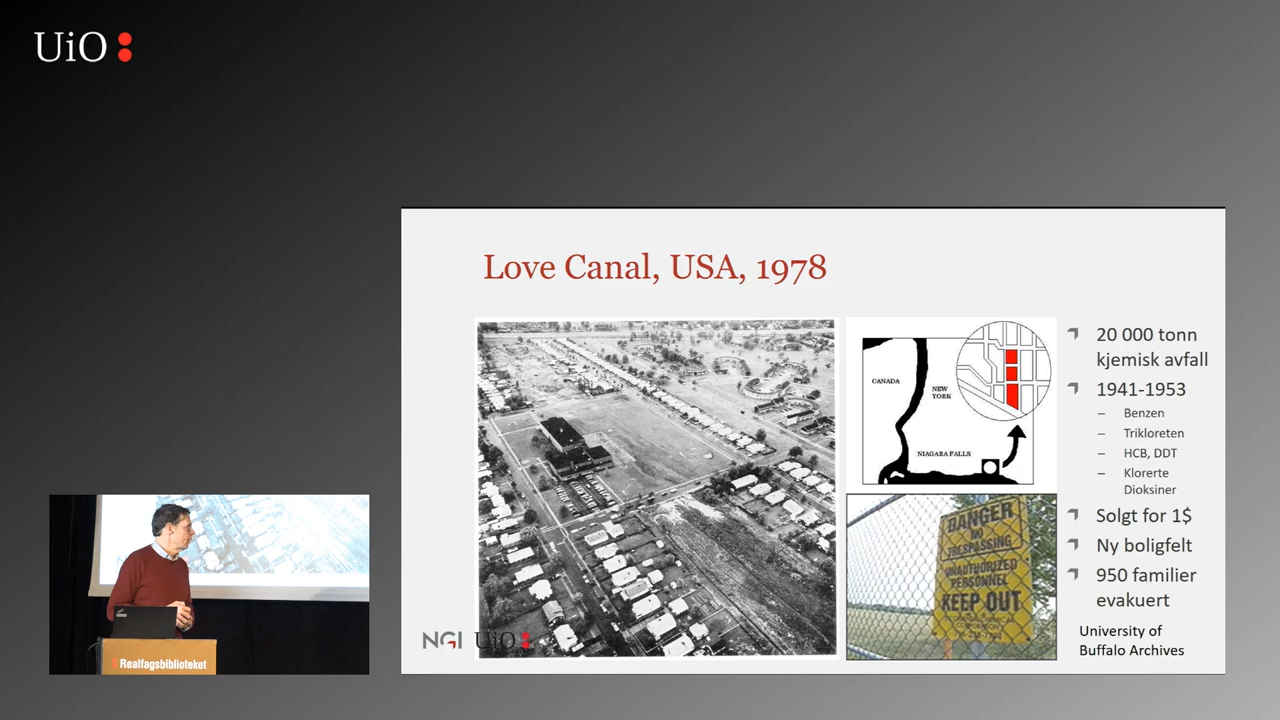 UiO
Love Canal, USA, 1978
CANADA
NEW
YORK
NIAGARA FALLS
20 000 tonn
kjemisk avfall
1941-1953
– Benzen
– Trikloreten
– HCB, DDT
– Klorerte
Dioksiner
Solgt for 1$
Ny boligfelt
950 familier
evakuert
University of
Buffalo Archives
DANGER
NO
TRESPASSING
UNAUTHORIZED
PERSONNEL
KEEP OUT
NGI UiO
Realfagsbiblioteket